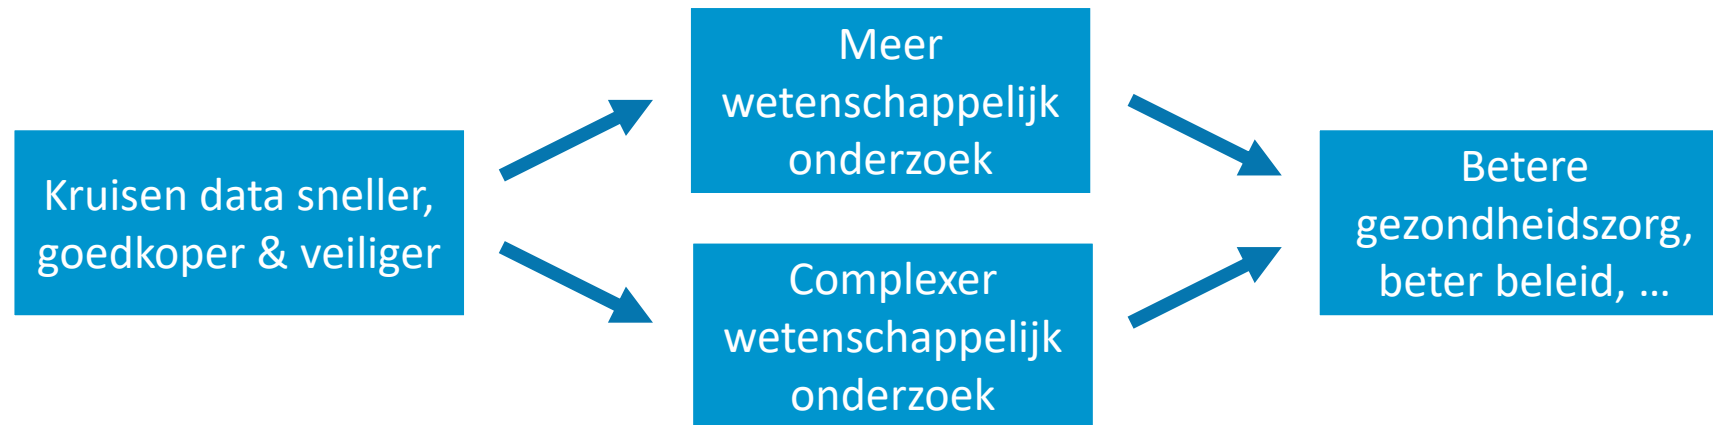 Kruisen data sneller,
goedkoper & veiliger
Meer
wetenschappelijk
onderzoek
Complexer
wetenschappelijk
onderzoek
Betere
gezondheidszorg,
beter beleid, ...